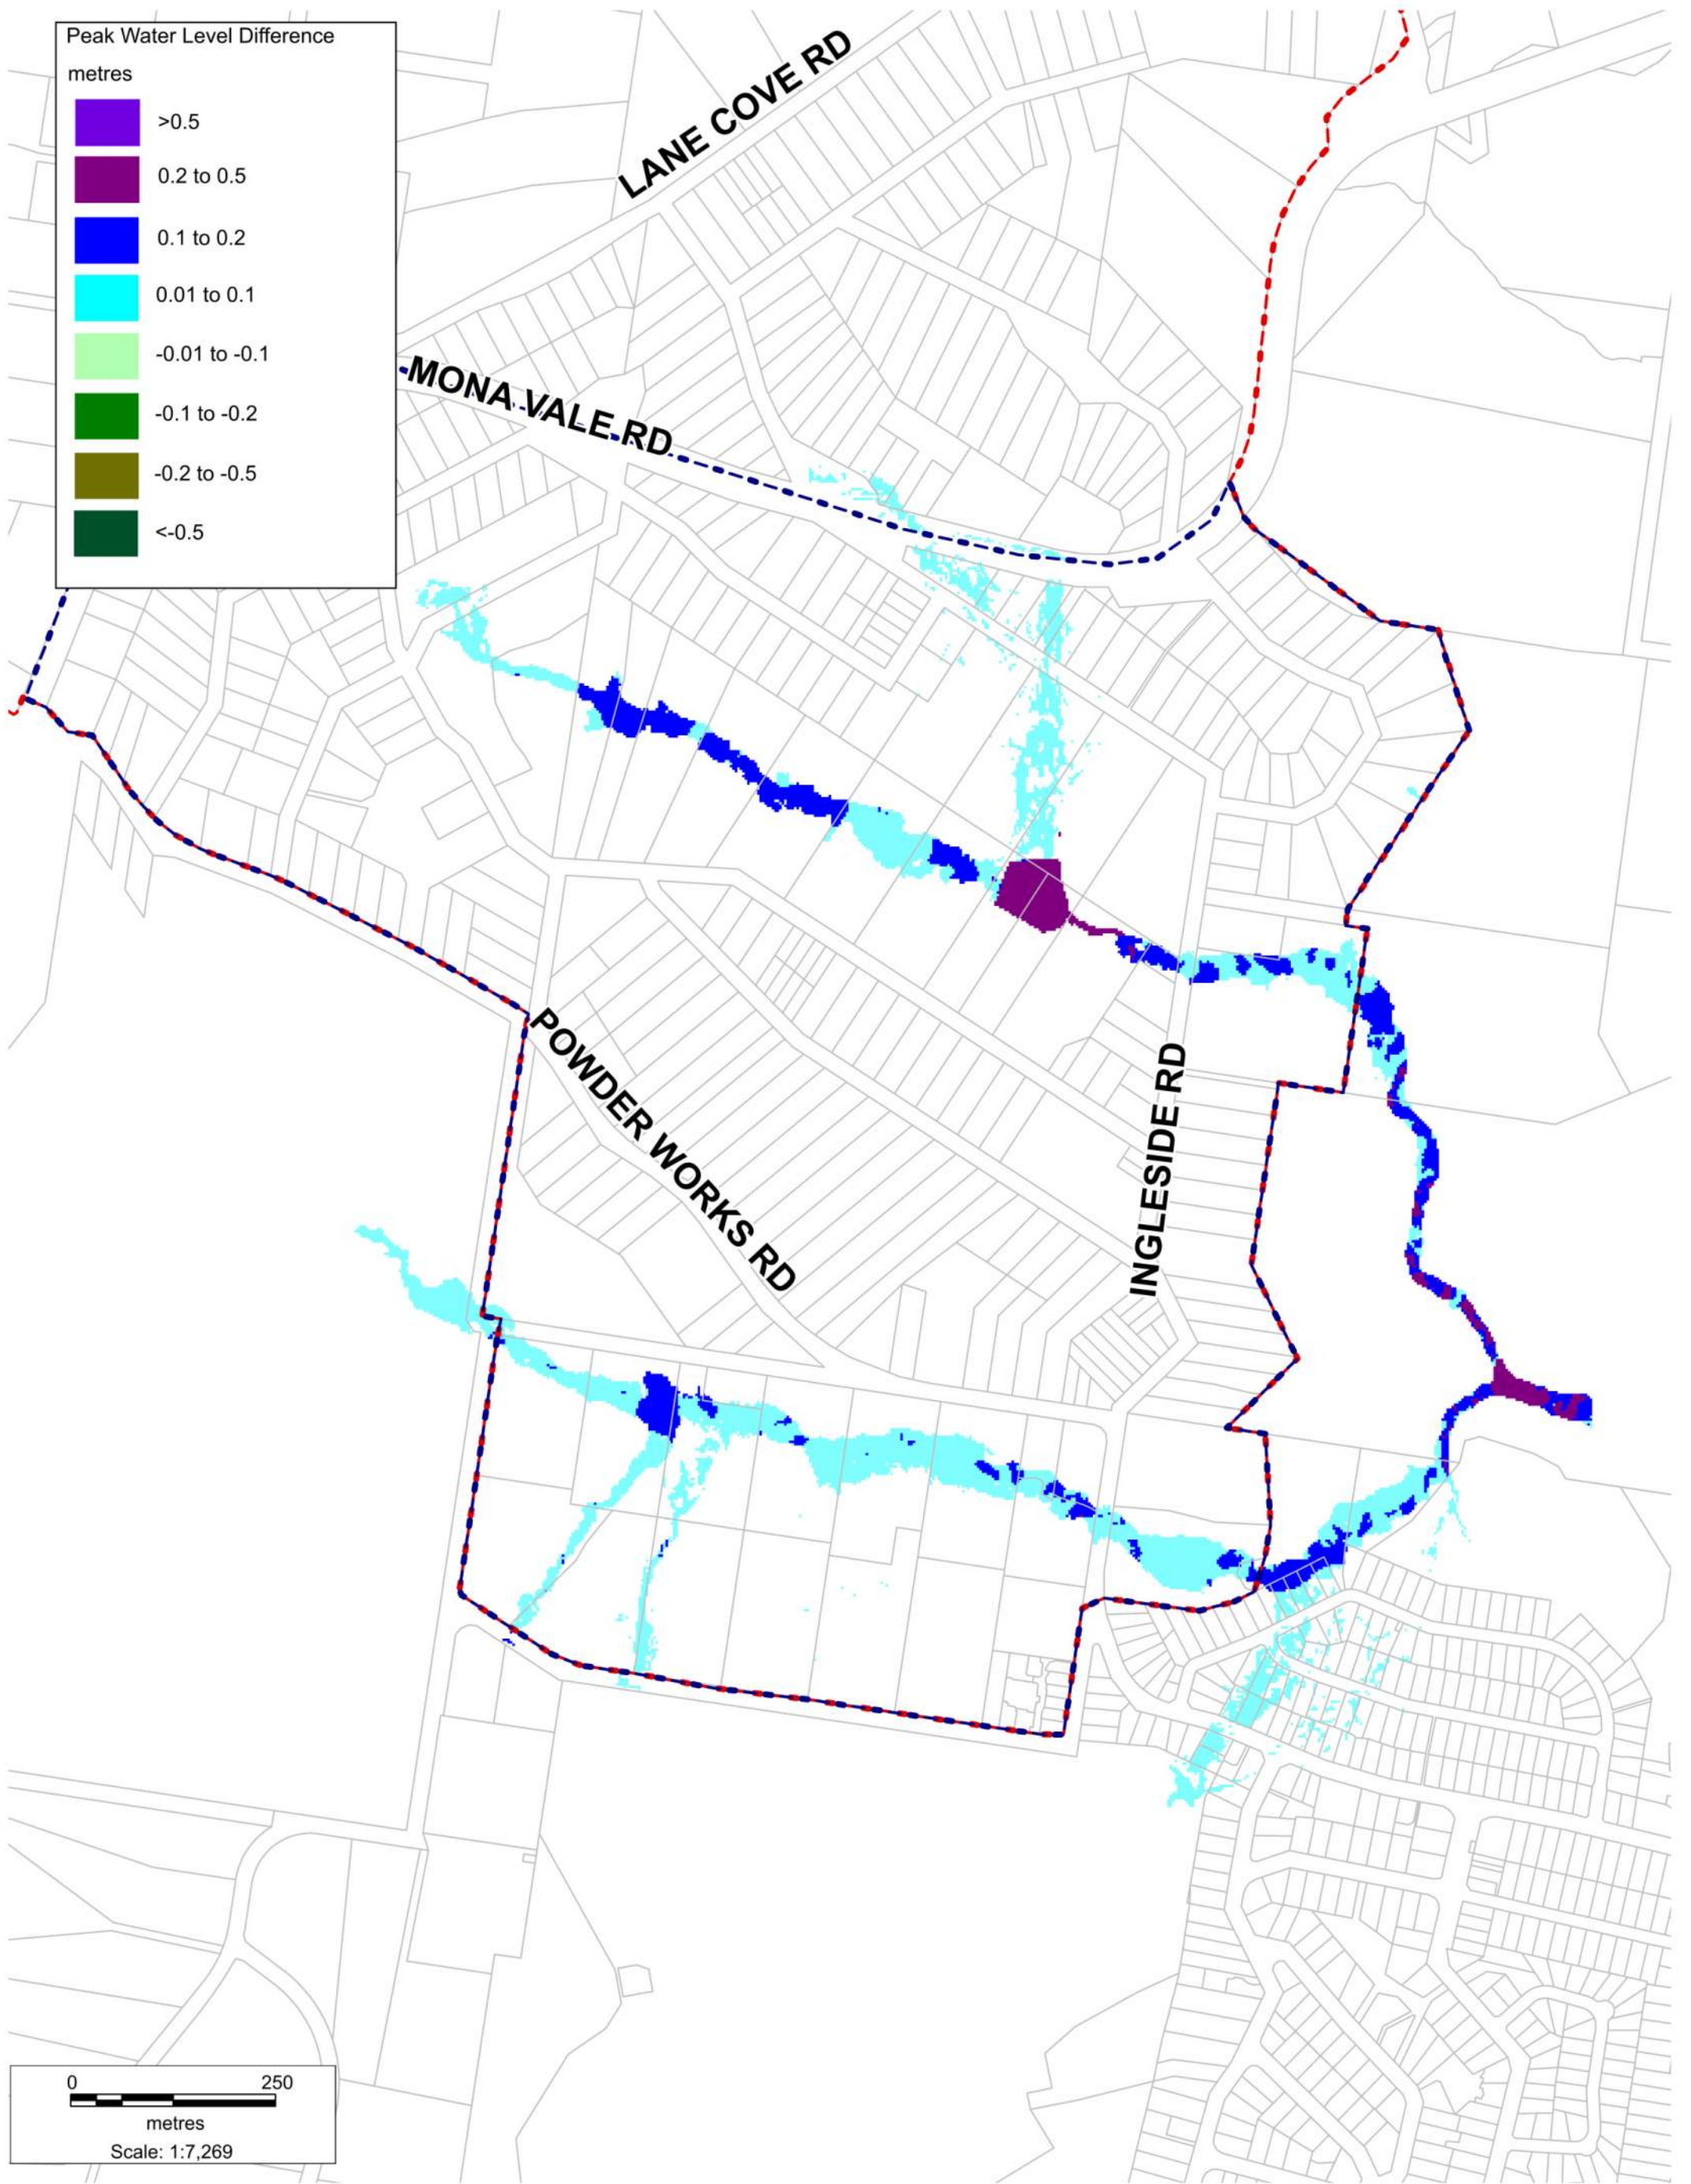 Peak Water Level Difference
metres
>0.5
0.2 to 0.5
0.1 to 0.2
0.01 to 0.1
-0.01 to -0.1
-0.1 to -0.2
-0.2 to -0.5
<-0.5
LANE COVE RD
MONA VALE RD
POWDER WORKS RD
INGLESIDE RD
0 250
metres
Scale: 1:7,269